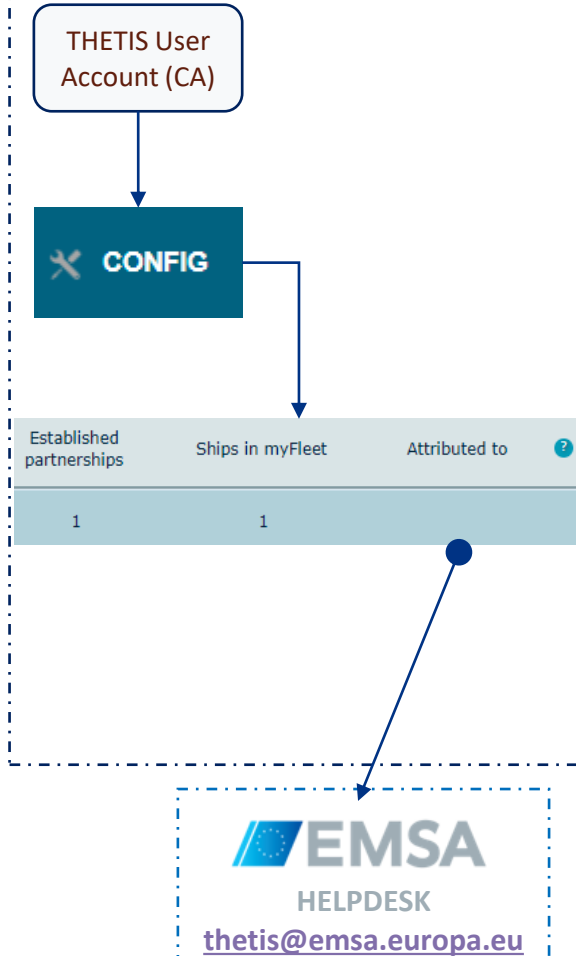 THETIS User
Account (CA)
CONFIG
Established
partnerships
Ships in myFleet
Attributed to
?
1
1
EMSA
HELPDESK
thetis@emsa.europa.eu